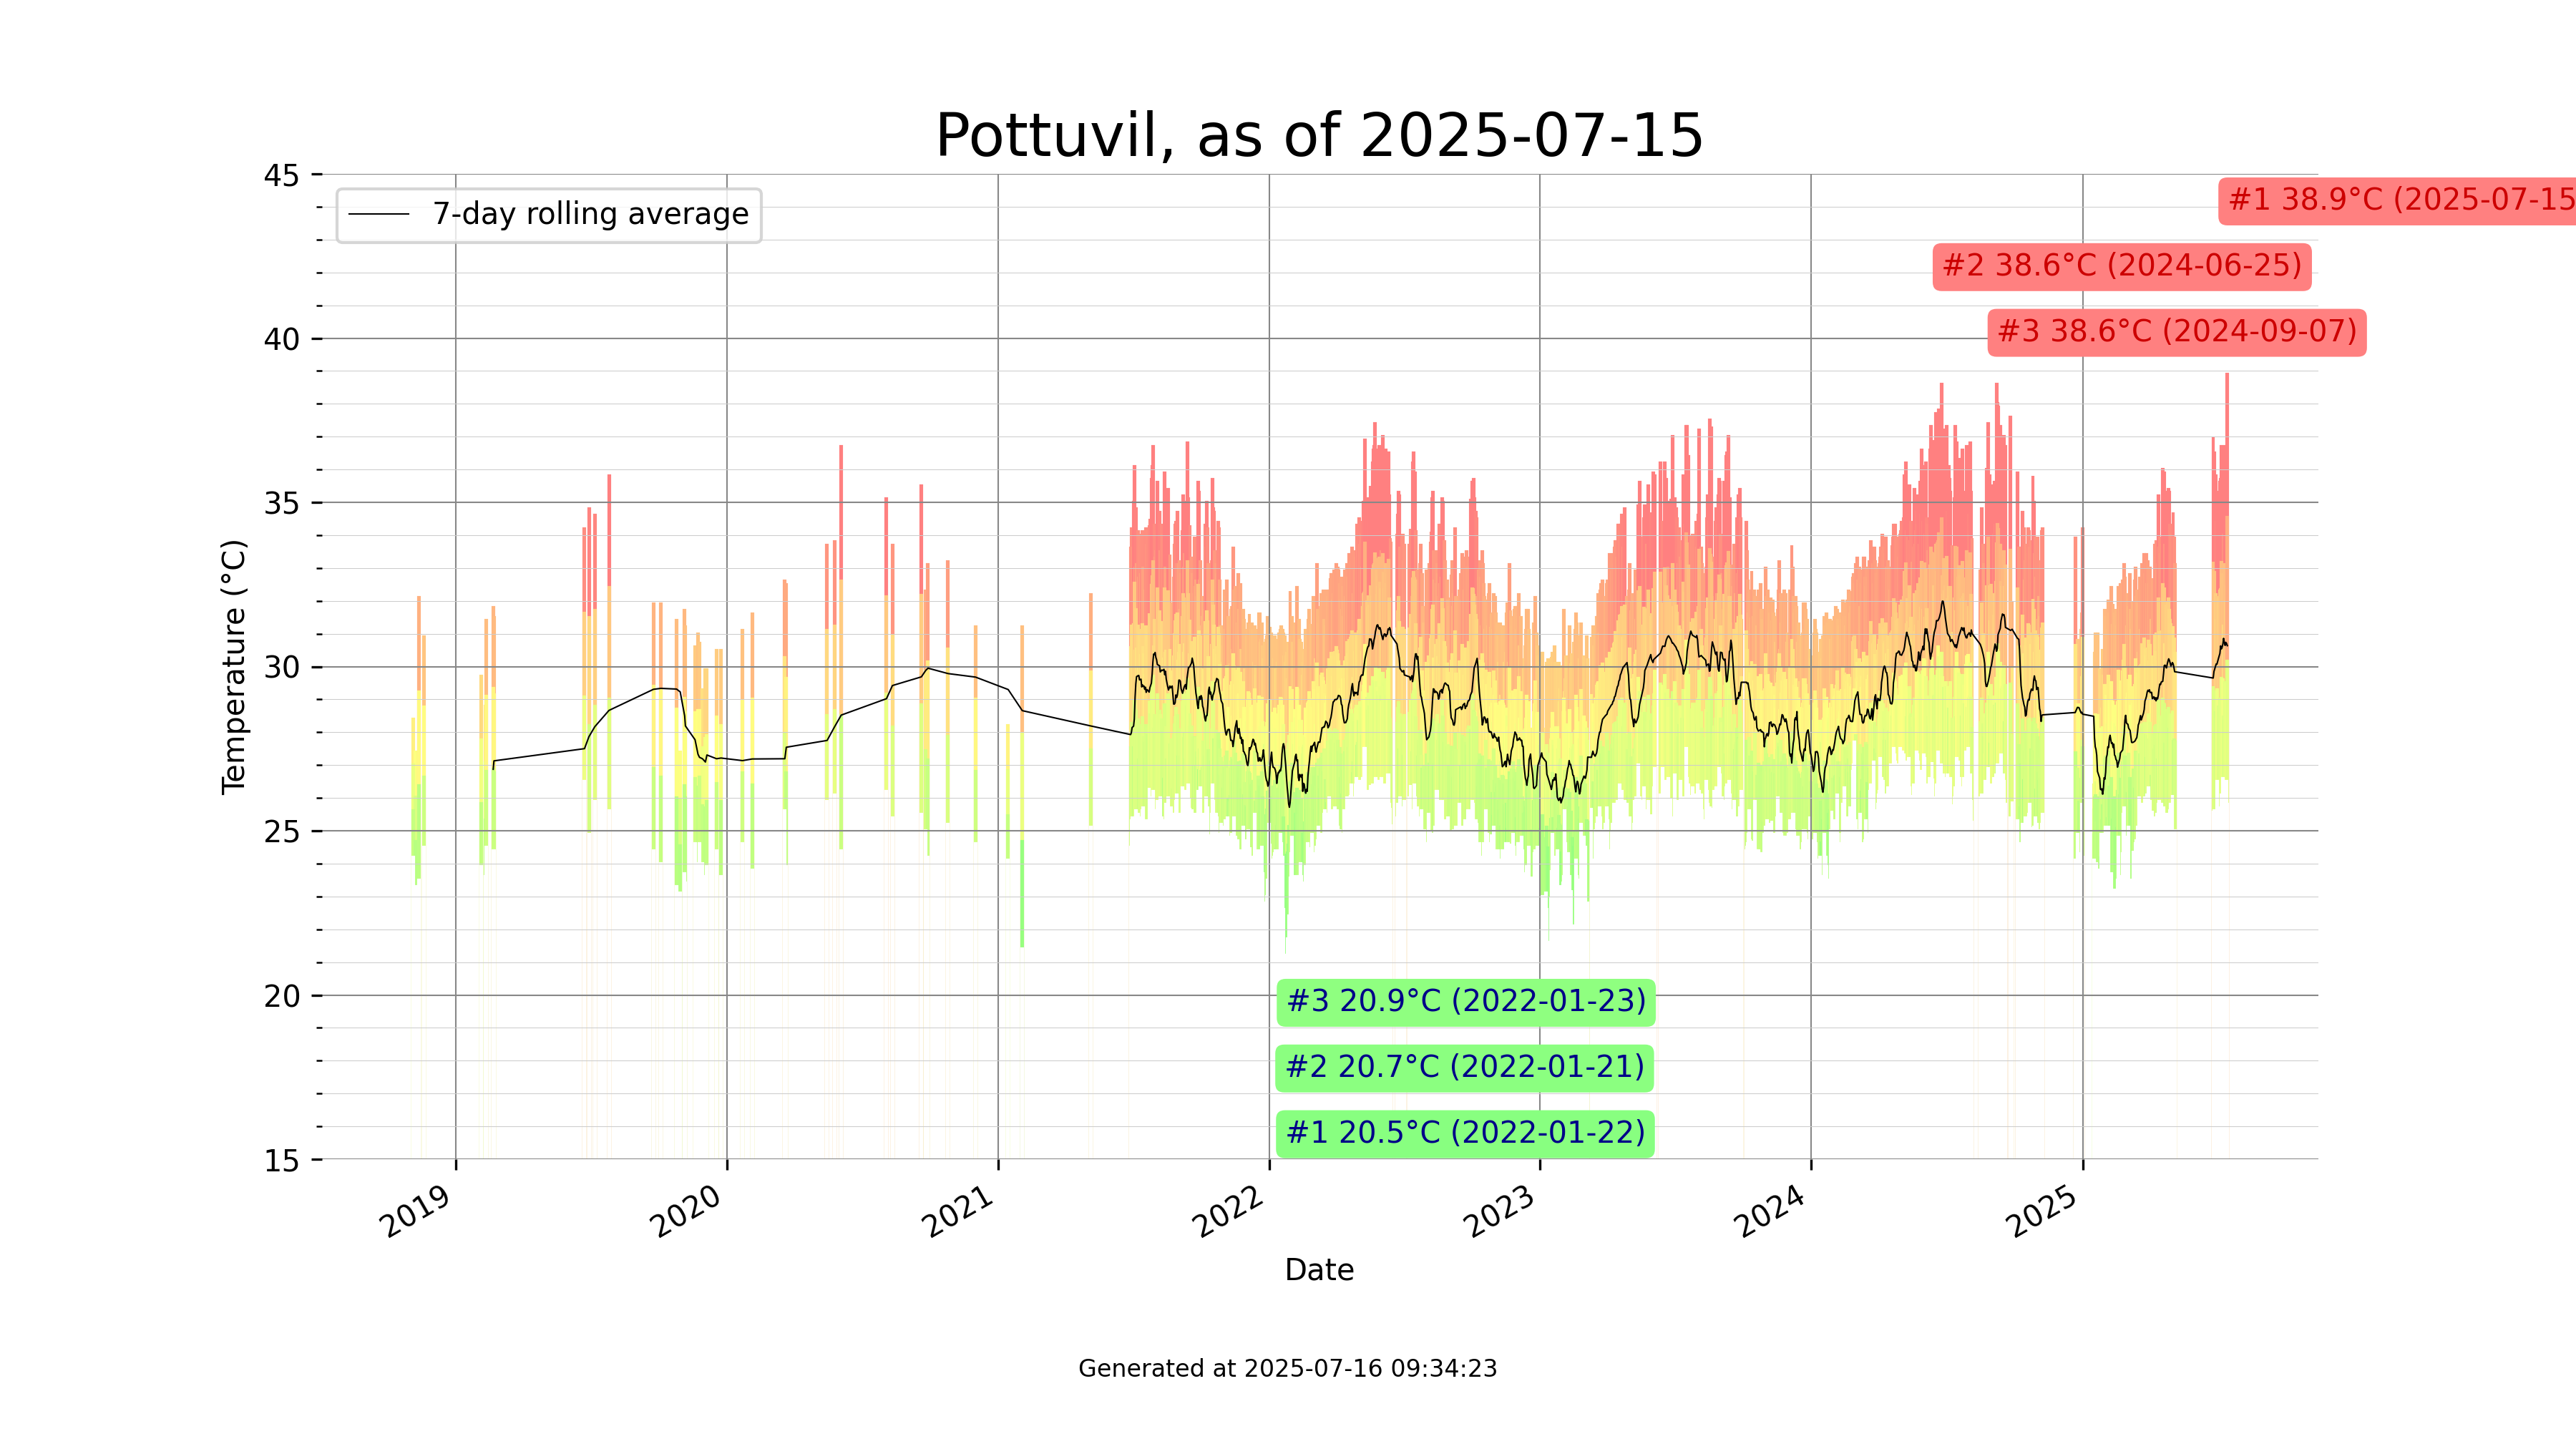 Pottuvil, as of 2025-07-15
45
7-day rolling average
#1 38.9°C (2025-07-15
#2 38.6°C (2024-06-25)
#3 38.6°C (2024-09-07)
40
35
30
25
20
15
Temperature (°C)
#3 20.9°C (2022-01-23)
#2 20.7°C (2022-01-21)
#1 20.5°C (2022-01-22)
2019
2020
2021
2022
2023
2024
2025
Date
Generated at 2025-07-16 09:34:23